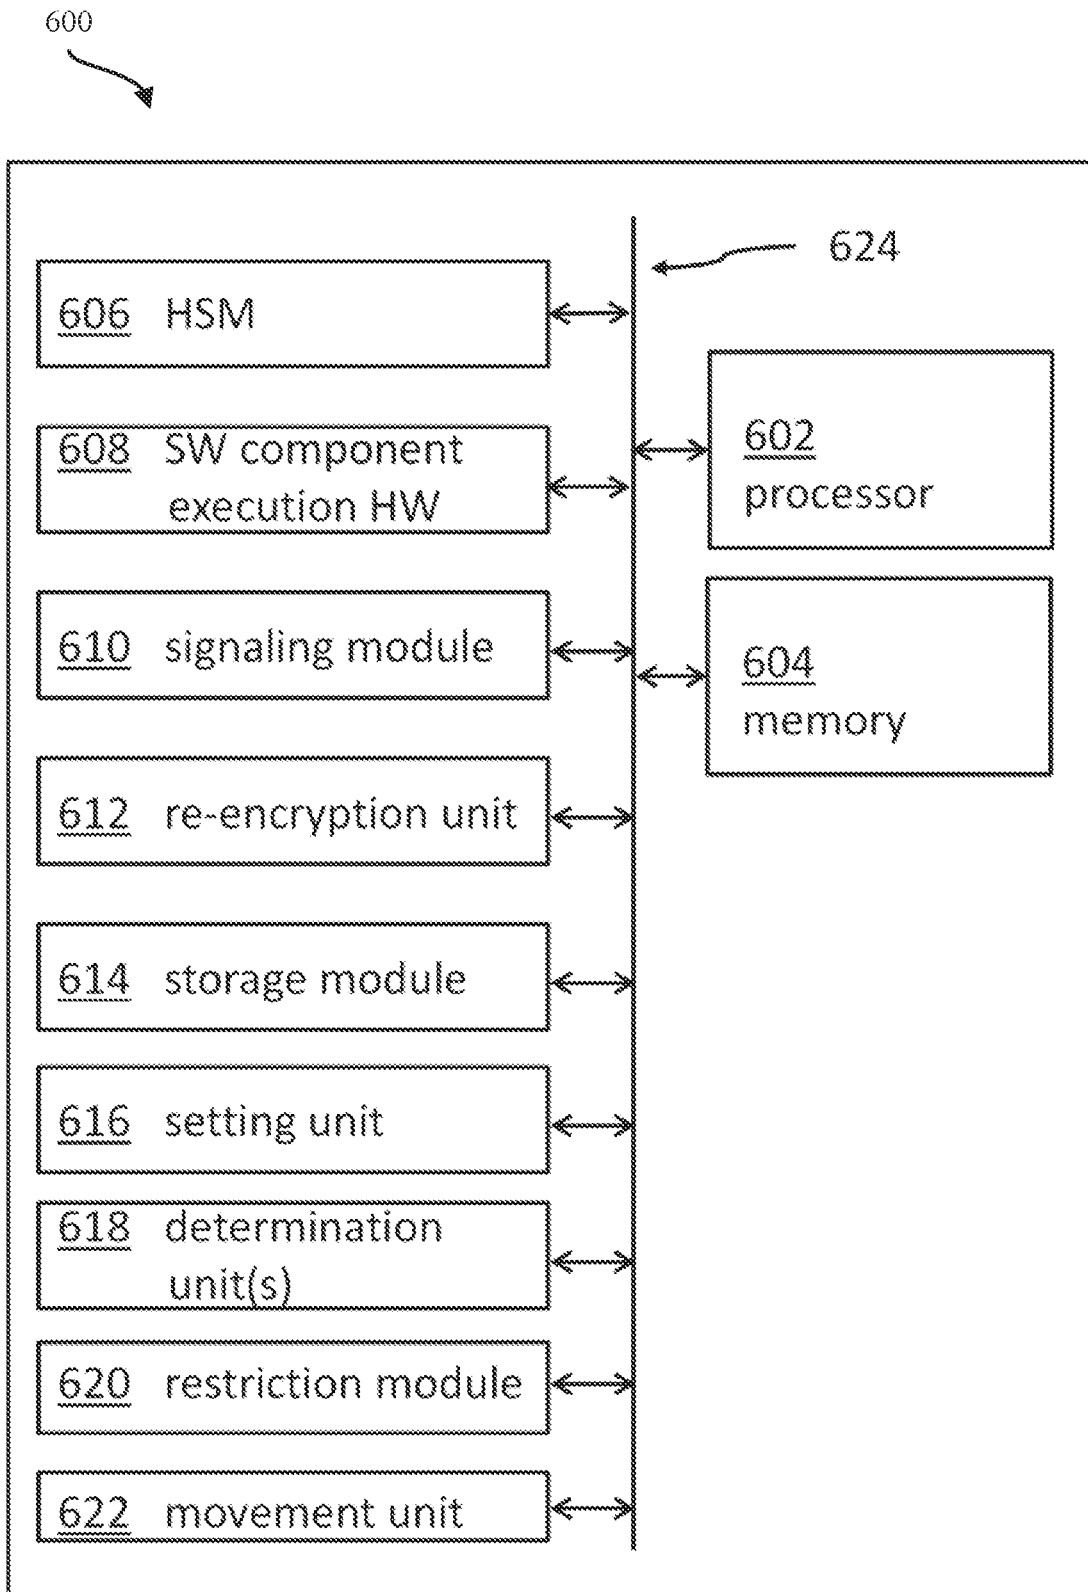 600
624
606 HSM
602
processor
608 SW component
execution HW
610 signaling module
604
memory
612 re-encryption unit
614 storage module
616 setting unit
618 determination
unit(s)
620 restriction module
622 movement unit